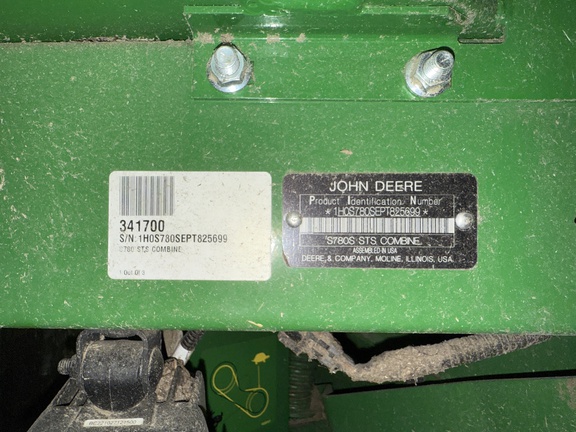 341700
S/N: 1H0S780SEPT825699
S780 STS COMBINE
JOHN DEERE
Product Identification Number
*1H0S780SEPT825699*
S780S STS COMBINE
ASSEMBLED IN USA
DEERE & COMPANY, MOLINE, ILLINOIS, USA